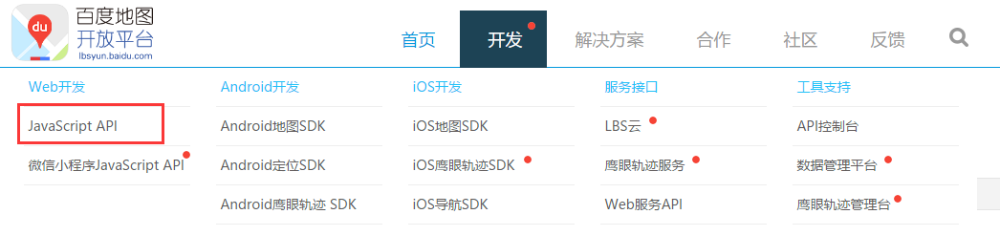 du 百度地图
开放平台
lbsyun.baidu.com
首页 开发 解决方案 合作 社区 反馈
Web开发 Android开发 iOS开发 服务接口 工具支持
JavaScript API Android地图SDK iOS地图SDK LBS云 API控制台
微信小程序JavaScript API Android定位SDK iOS鹰眼轨迹SDK 鹰眼轨迹服务 数据管理平台
Android鹰眼轨迹 SDK iOS导航SDK Web服务API 鹰眼轨迹管理台